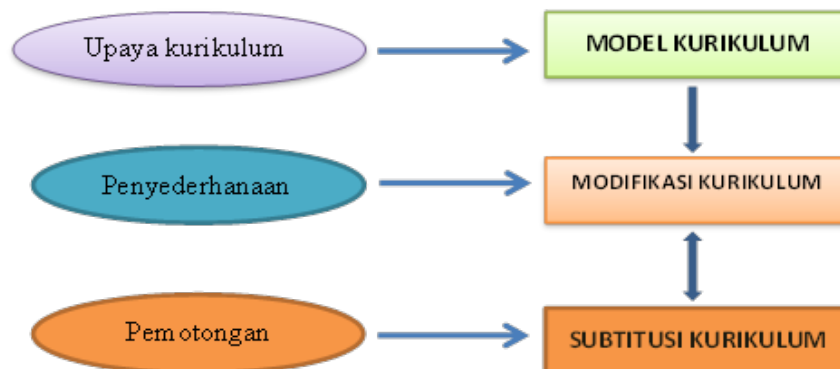 Upaya kurikulum
MODEL KURIKULUM
Penyederhanaan
MODIFIKASI KURIKULUM
Pemotongan
SUBTITUSI KURIKULUM